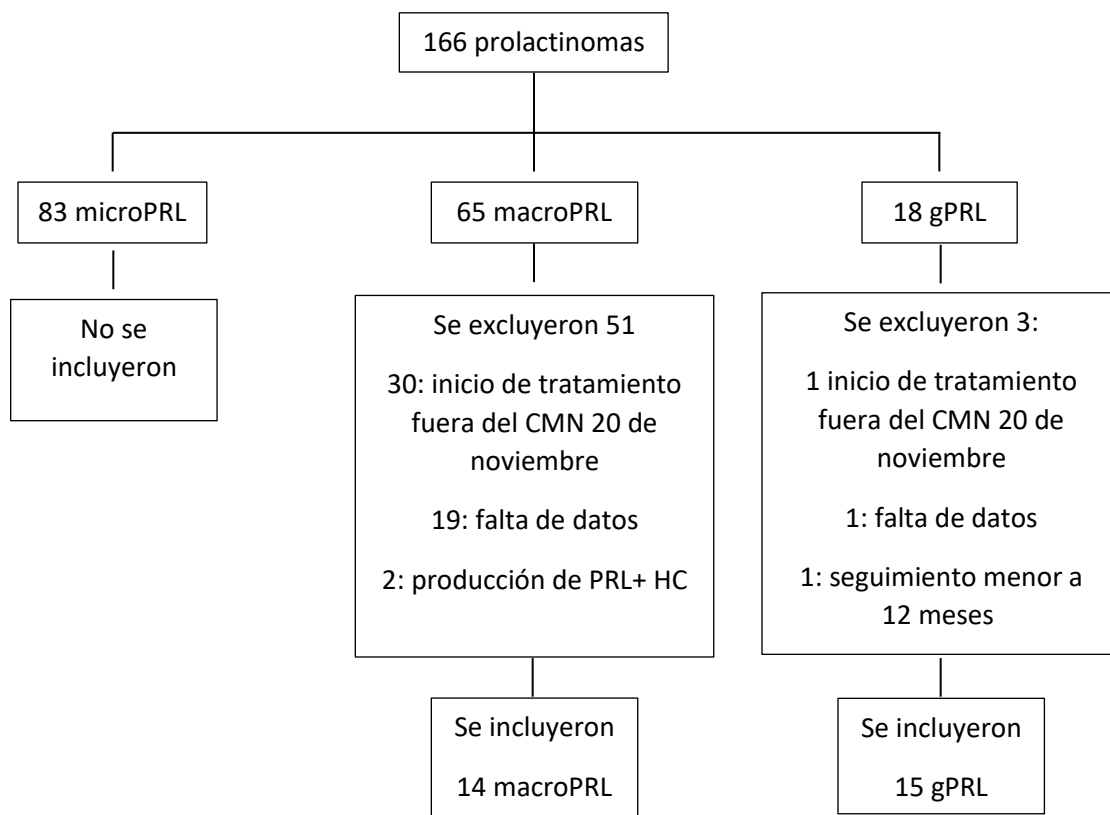 166 prolactinomas
83 microPRL
65 macroPRL
18 gPRL
No se
incluyeron
Se excluyeron 51
30: inicio de tratamiento
fuera del CMN 20 de
noviembre
19: falta de datos
2: producción de PRL+ HC
Se excluyeron 3:
1 inicio de tratamiento
fuera del CMN 20 de
noviembre
1: falta de datos
1: seguimiento menor a
12 meses
Se incluyeron
14 macroPRL
Se incluyeron
15 gPRL